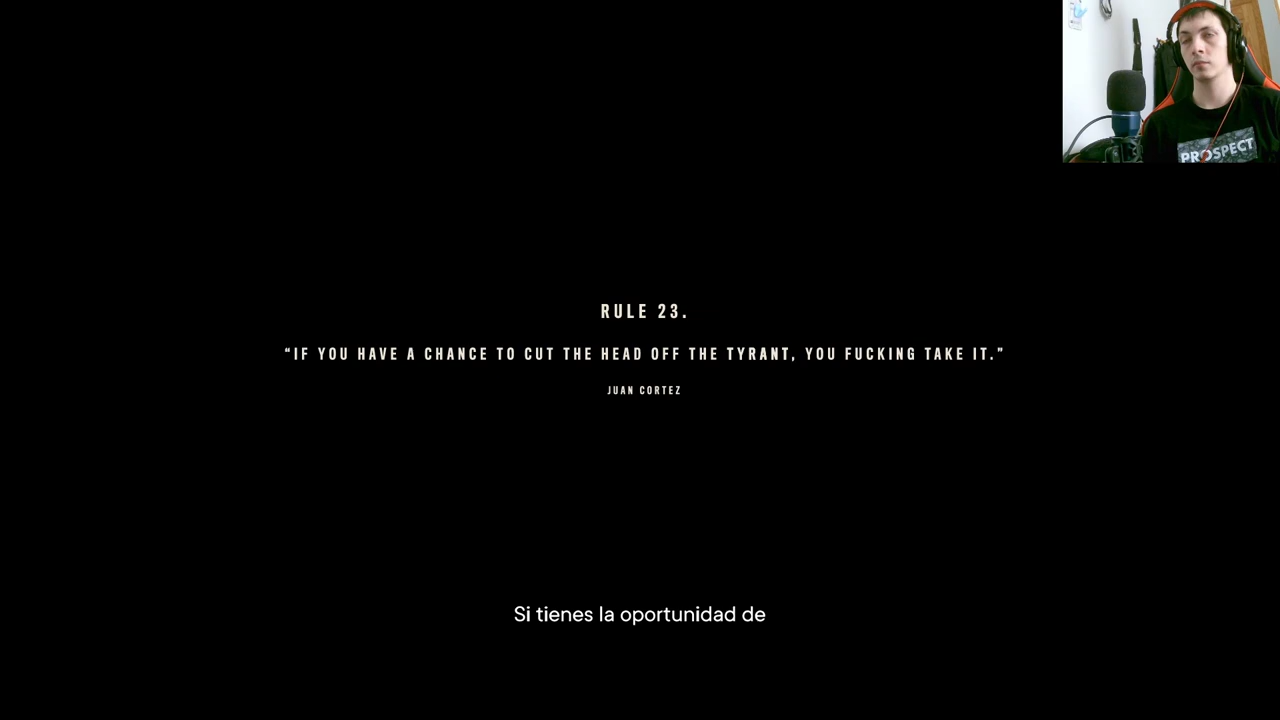 PROSPECT
RULE 23.
“IF YOU HAVE A CHANCE TO CUT THE HEAD OFF THE TYRANT, YOU FUCKING TAKE IT.”
JUAN CORTEZ
Si tienes la oportunidad de